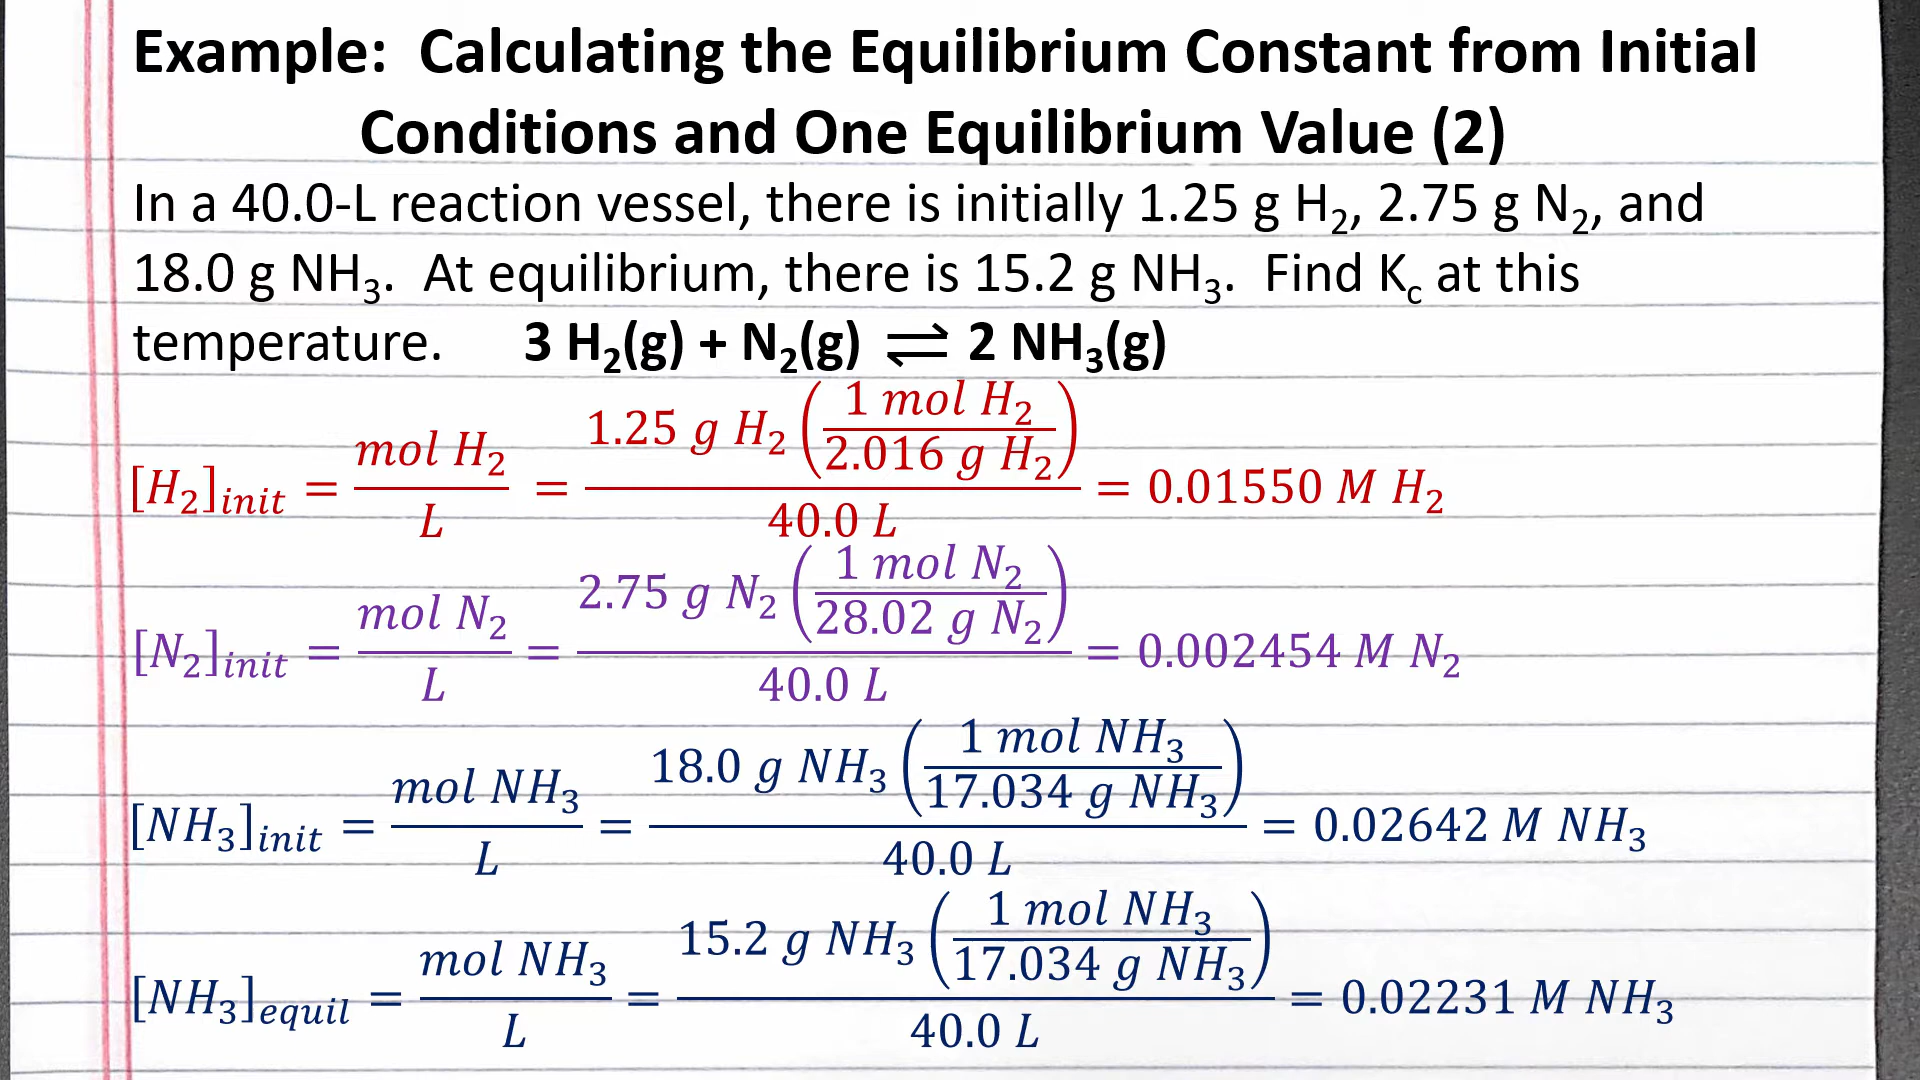 Example: Calculating the Equilibrium Constant from Initial
Conditions and One Equilibrium Value (2)
In a 40.0-L reaction vessel, there is initially 1.25 g H₂, 2.75 g N₂, and
18.0 g NH₃. At equilibrium, there is 15.2 g NH₃. Find K꜀ at this
temperature. 3 H₂(g) + N₂(g) ⇌ 2 NH₃(g)
[H₂]init = mol H₂ / L = 1.25 g H₂ (1 mol H₂ / 2.016 g H₂) / 40.0 L = 0.01550 M H₂
[N₂]init = mol N₂ / L = 2.75 g N₂ (1 mol N₂ / 28.02 g N₂) / 40.0 L = 0.002454 M N₂
[NH₃]init = mol NH₃ / L = 18.0 g NH₃ (1 mol NH₃ / 17.034 g NH₃) / 40.0 L = 0.02642 M NH₃
[NH₃]equil = mol NH₃ / L = 15.2 g NH₃ (1 mol NH₃ / 17.034 g NH₃) / 40.0 L = 0.02231 M NH₃